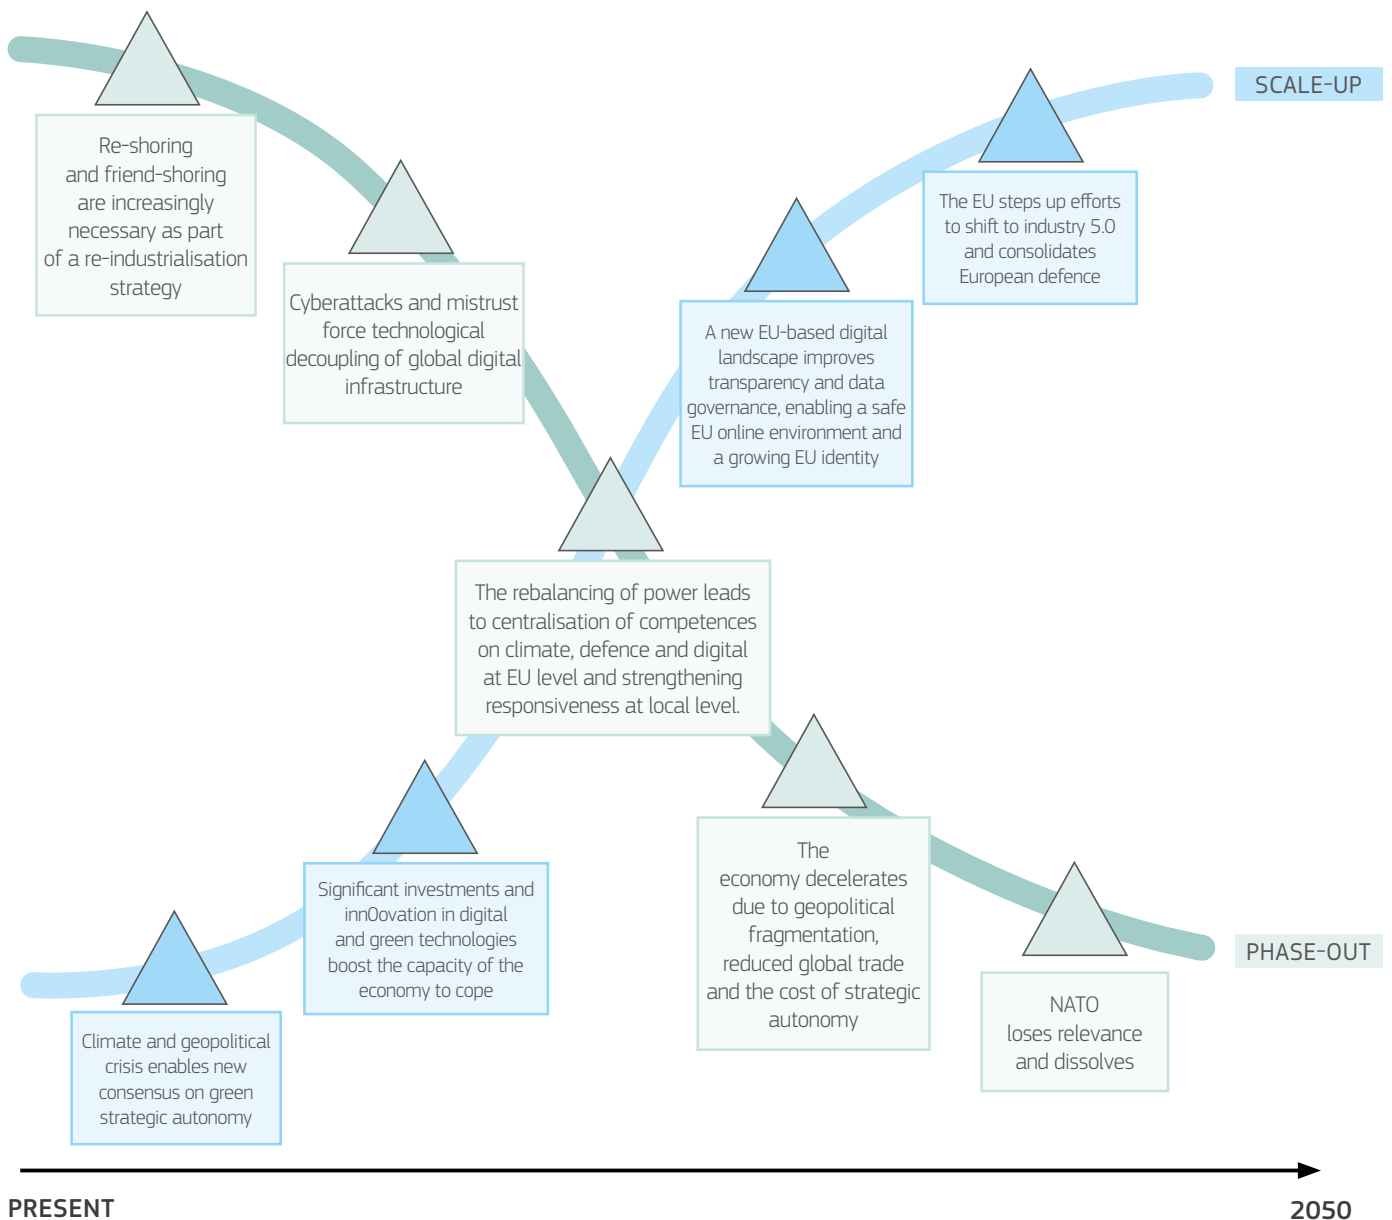 Re-shoring
and friend-shoring
are increasingly
necessary as part
of a re-industrialisation
strategy
Cyberattacks and mistrust
force technological
decoupling of global digital
infrastructure
SCALE-UP
The EU steps up efforts
to shift to industry 5.0
and consolidates
European defence
A new EU-based digital
landscape improves
transparency and data
governance, enabling a safe
EU online environment and
a growing EU identity
The rebalancing of power leads
to centralisation of competences
on climate, defence and digital
at EU level and strengthening
responsiveness at local level.
Significant investments and
inn0ovation in digital
and green technologies
boost the capacity of the
economy to cope
Climate and geopolitical
crisis enables new
consensus on green
strategic autonomy
The
economy decelerates
due to geopolitical
fragmentation,
reduced global trade
and the cost of strategic
autonomy
PHASE-OUT
NATO
loses relevance
and dissolves
PRESENT
2050